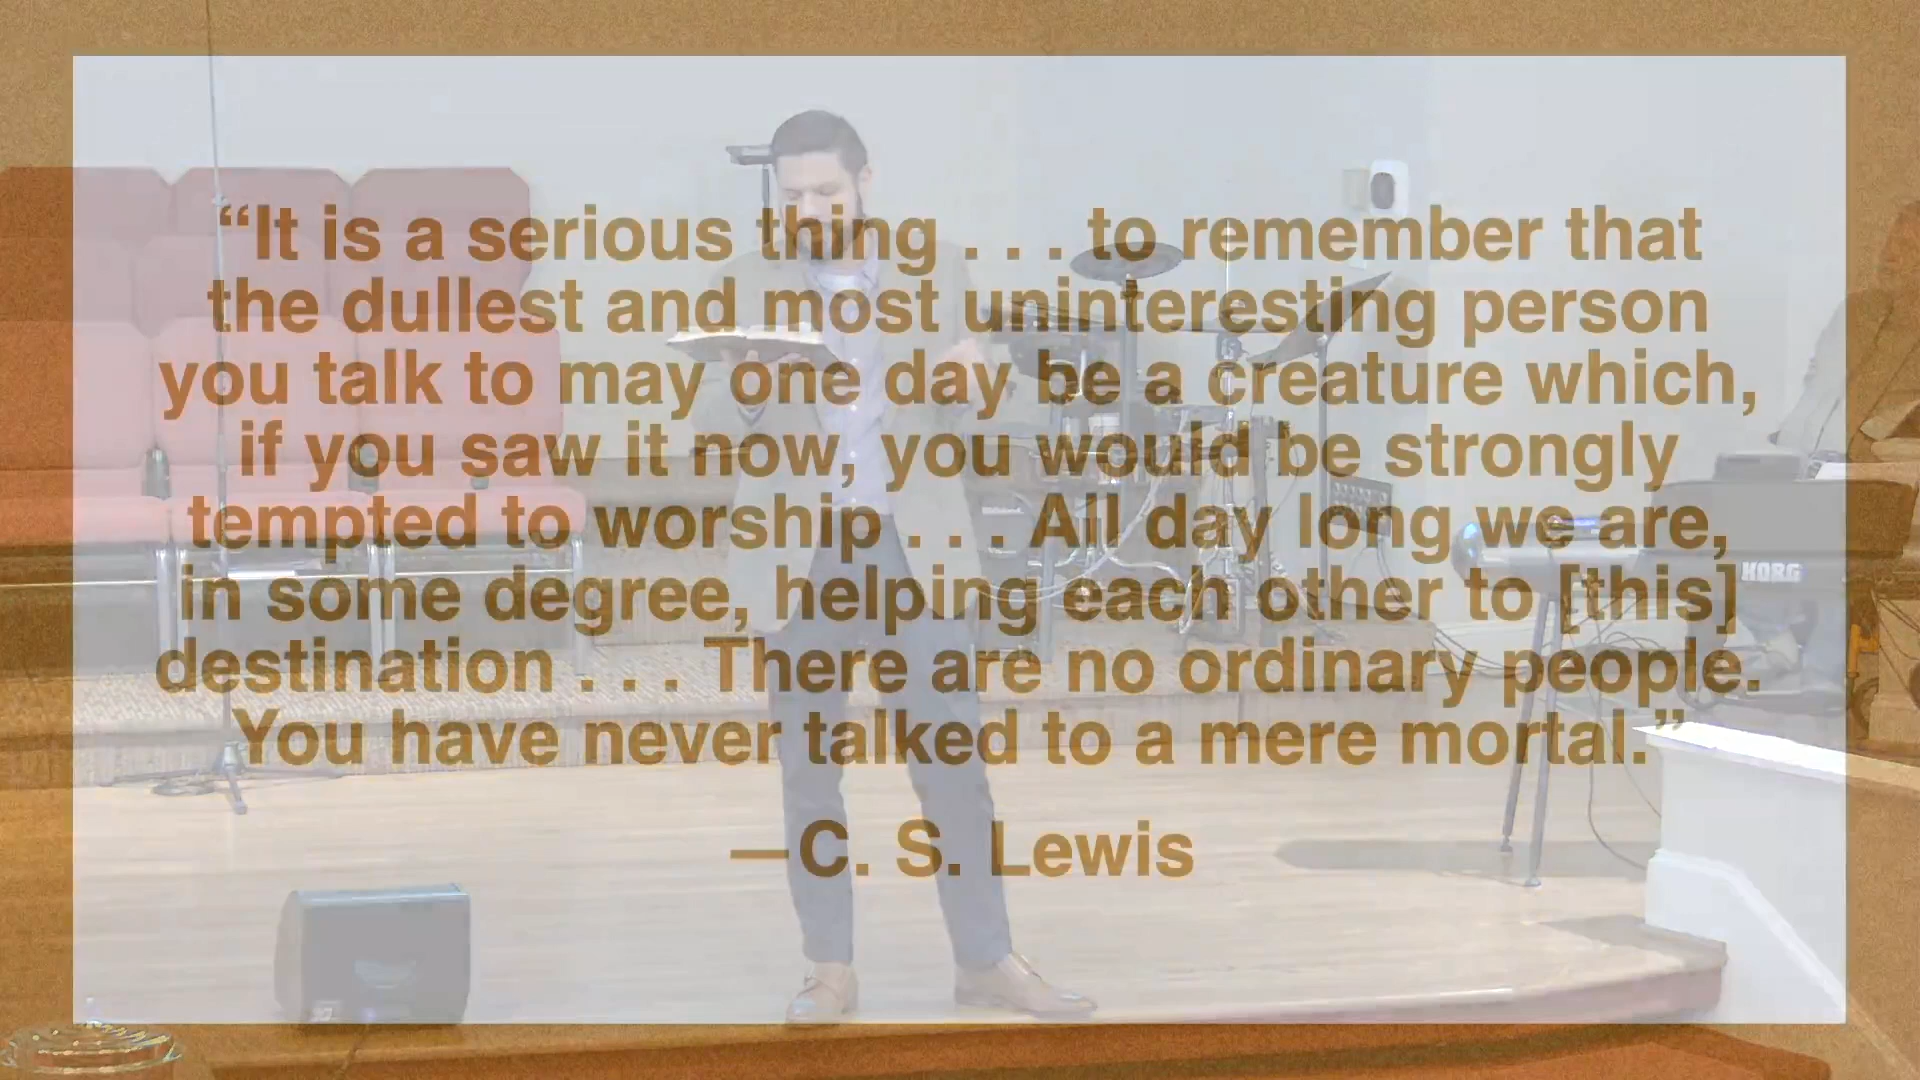 “It is a serious thing . . . to remember that
the dullest and most uninteresting person
you talk to may one day be a creature which,
if you saw it now, you would be strongly
tempted to worship . . . All day long we are,
in some degree, helping each other to [this]
destination . . . There are no ordinary people.
You have never talked to a mere mortal.”
—C. S. Lewis
KORG